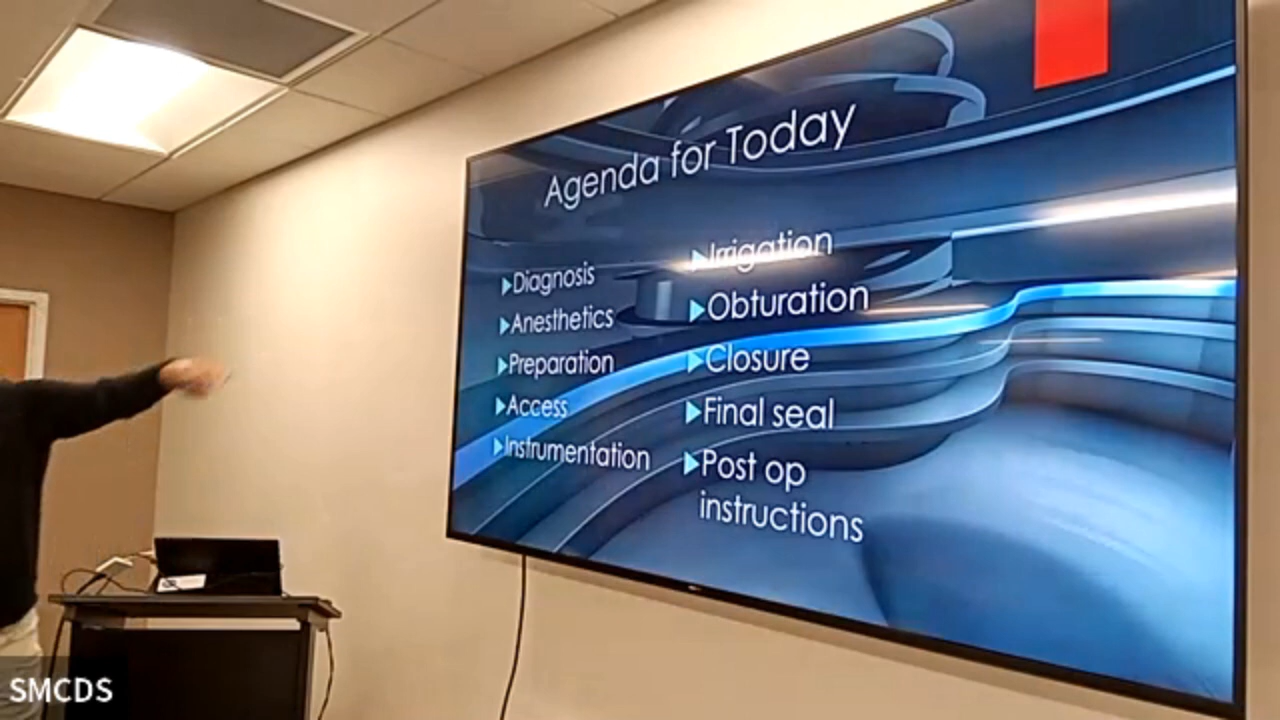 Agenda for Today
Diagnosis
Anesthetics
Preparation
Access
Instrumentation
Irrigation
Obturation
Closure
Final seal
Post op
instructions
SMCDS